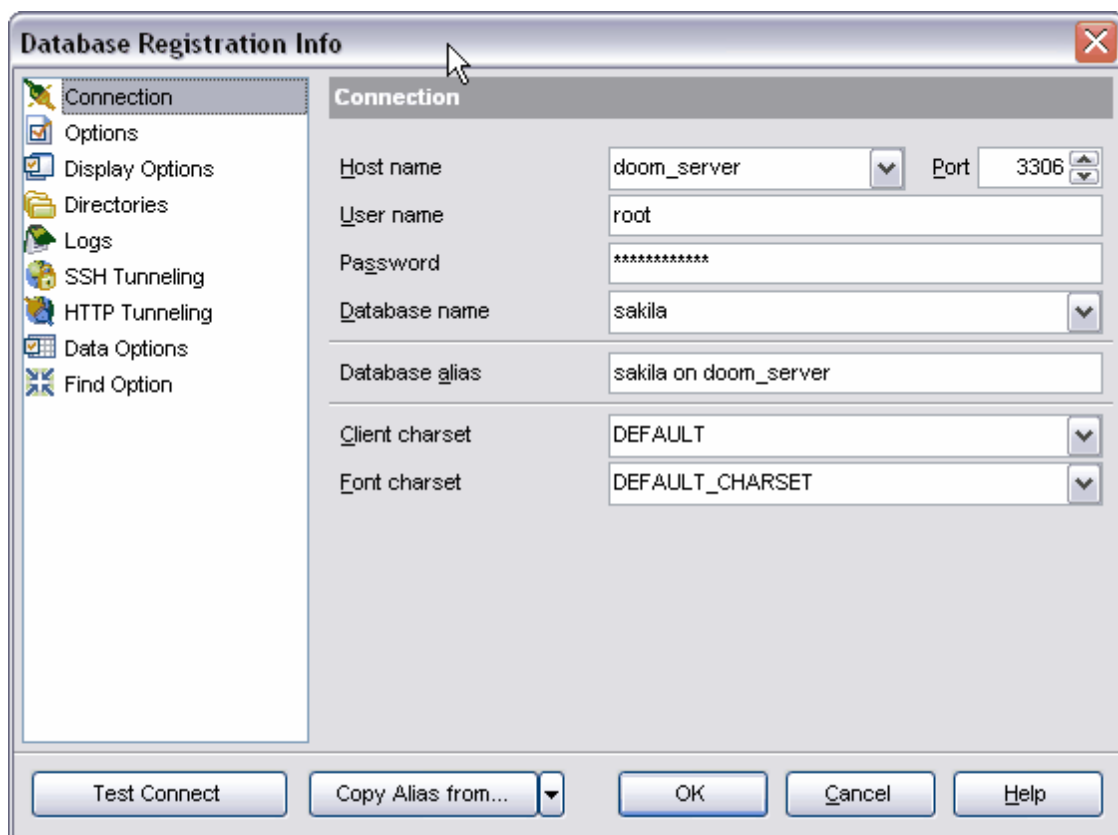 Database Registration Info
Connection
Options
Display Options
Directories
Logs
SSH Tunneling
HTTP Tunneling
Data Options
Find Option
Connection
Host name doom_server Port 3306
User name root
Password ************
Database name sakila
Database alias sakila on doom_server
Client charset DEFAULT
Font charset DEFAULT_CHARSET
Test Connect Copy Alias from... OK Cancel Help